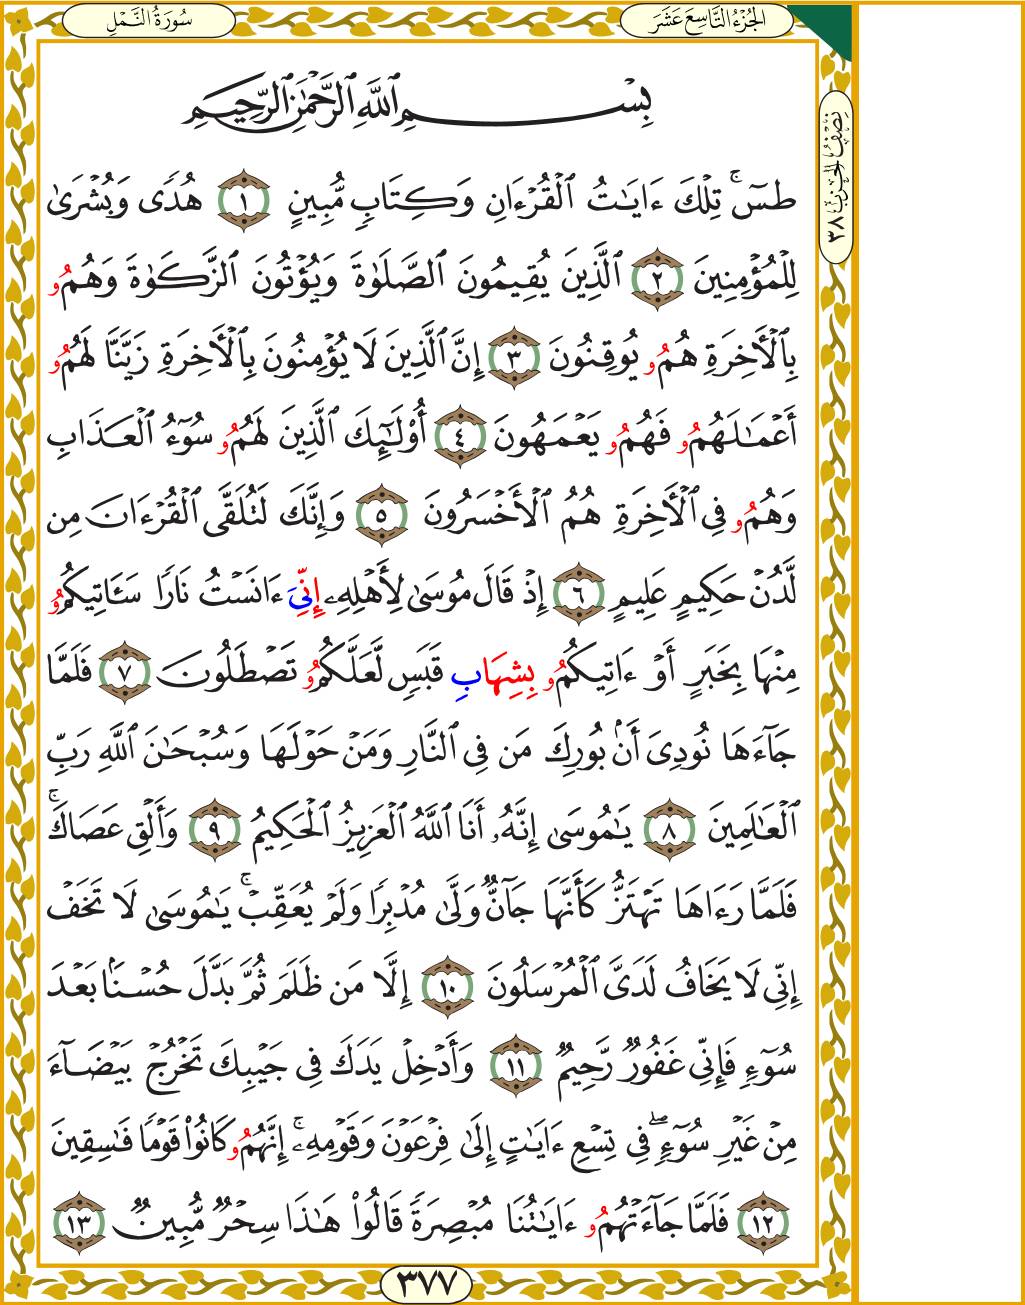 الجُزْءُ التَّاسِعَ عَشَرَ
سُورَةُ النَّمْلِ
نِصْفُ الحِزْبِ ٣٨
بِسْمِ ٱللَّهِ ٱلرَّحْمَٰنِ ٱلرَّحِيمِ
طسٓۚ تِلْكَ ءَايَٰتُ ٱلْقُرْءَانِ وَكِتَابٖ مُّبِينٍ ١ هُدٗى وَبُشْرَىٰ
لِلْمُؤْمِنِينَ ٢ ٱلَّذِينَ يُقِيمُونَ ٱلصَّلَوٰةَ وَيُؤْتُونَ ٱلزَّكَوٰةَ وَهُمُۥ
بِٱلْأَخِرَةِ هُمُۥ يُوقِنُونَ ٣ إِنَّ ٱلَّذِينَ لَا يُؤْمِنُونَ بِٱلْأَخِرَةِ زَيَّنَّا لَهُمُۥ
أَعْمَٰلَهُمُۥ فَهُمُۥ يَعْمَهُونَ ٤ أُوْلَٰٓئِكَ ٱلَّذِينَ لَهُمُۥ سُوٓءُ ٱلْعَذَابِ
وَهُمُۥ فِي ٱلْأَخِرَةِ هُمُ ٱلْأَخْسَرُونَ ٥ وَإِنَّكَ لَتُلَقَّى ٱلْقُرْءَانَ مِن
لَّدُنْ حَكِيمٍ عَلِيمٍ ٦ إِذْ قَالَ مُوسَىٰ لِأَهْلِهِۦ إِنِّيَ ءَانَسْتُ نَارٗا سَـَٔاتِيكُمُۥ
مِنْهَا بِخَبَرٍ أَوْ ءَاتِيكُمُۥ بِشِهَابِ قَبَسٖ لَّعَلَّكُمُۥ تَصْطَلُونَ ٧ فَلَمَّا
جَآءَهَا نُودِيَ أَنۢ بُورِكَ مَن فِي ٱلنَّارِ وَمَنْ حَوْلَهَا وَسُبْحَٰنَ ٱللَّهِ رَبِّ
ٱلْعَٰلَمِينَ ٨ يَٰمُوسَىٰ إِنَّهُۥ أَنَا ٱللَّهُ ٱلْعَزِيزُ ٱلْحَكِيمُ ٩ وَأَلْقِ عَصَاكَۚ
فَلَمَّا رَءَاهَا تَهْتَزُّ كَأَنَّهَا جَآنّٞ وَلَّىٰ مُدْبِرٗا وَلَمْ يُعَقِّبْۚ يَٰمُوسَىٰ لَا تَخَفْ
إِنِّي لَا يَخَافُ لَدَيَّ ٱلْمُرْسَلُونَ ١٠ إِلَّا مَن ظَلَمَ ثُمَّ بَدَّلَ حُسْنَۢا بَعْدَ
سُوٓءٖ فَإِنِّي غَفُورٞ رَّحِيمٞ ١١ وَأَدْخِلْ يَدَكَ فِي جَيْبِكَ تَخْرُجْ بَيْضَآءَ
مِنْ غَيْرِ سُوٓءٖۖ فِي تِسْعِ ءَايَٰتٍ إِلَىٰ فِرْعَوْنَ وَقَوْمِهِۦٓۚ إِنَّهُمُۥ كَانُواْ قَوْمٗا فَٰسِقِينَ
١٢ فَلَمَّا جَآءَتْهُمُۥ ءَايَٰتُنَا مُبْصِرَةٗ قَالُواْ هَٰذَا سِحْرٞ مُّبِينٞ ١٣
٣٧٧